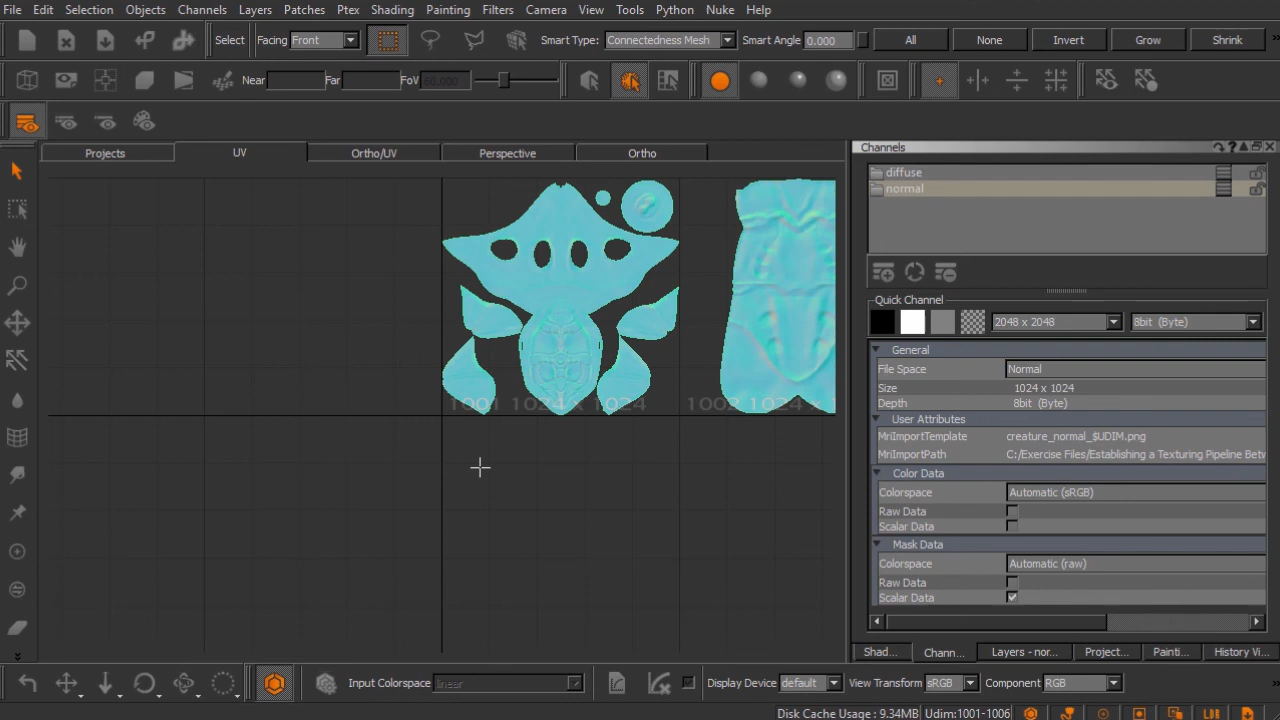 File Edit Selection Objects Channels Layers Patches Ptex Shading Painting Filters Camera View Tools Python Nuke Help
Select Facing Front Smart Type: Connectedness Mesh Smart Angle 0.000 All None Invert Grow Shrink
Near Far FoV 60.000
Projects UV Ortho/UV Perspective Ortho
Channels
diffuse
normal
Quick Channel
2048 x 2048 8bit (Byte)
General
File Space Normal
Size 1024 x 1024
Depth 8bit (Byte)
User Attributes
MriImportTemplate creature_normal_$UDIM.png
MriImportPath C:/Exercise Files/Establishing a Texturing Pipeline Betw
Color Data
Colorspace Automatic (sRGB)
Raw Data
Scalar Data
Mask Data
Colorspace Automatic (raw)
Raw Data
Scalar Data
1001 1024 x 1024 1002 1024 x 1
Shad... Chann... Layers - nor... Project... Painti... History Vi...
Input Colorspace linear Display Device default View Transform sRGB Component RGB
Disk Cache Usage : 9.34MB Udim:1001-1006